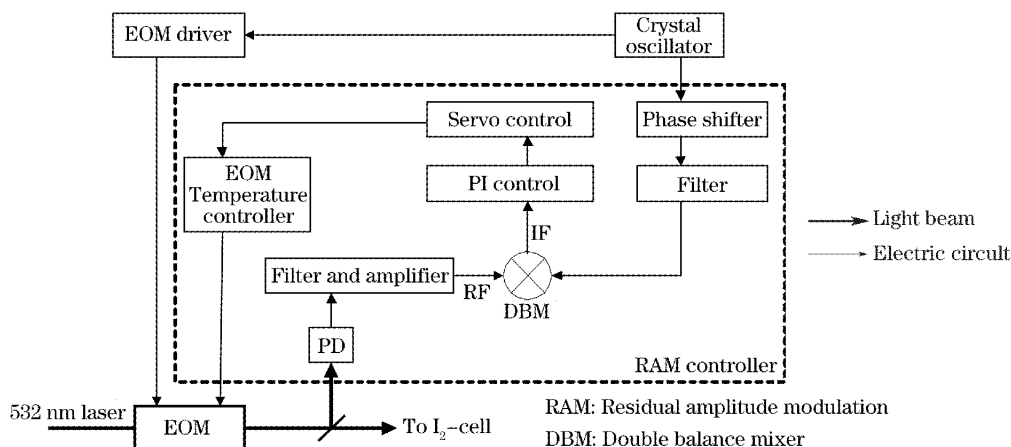 EOM driver
Crystal
oscillator
Servo control
Phase shifter
EOM
Temperature
controller
PI control
Filter
Light beam
Electric circult
IF
Filter and amplifier
RF
DBM
PD
RAM controller
532 nm laser
EOM
To I₂-cell
RAM: Residual amplitude modulation
DBM: Double balance mixer